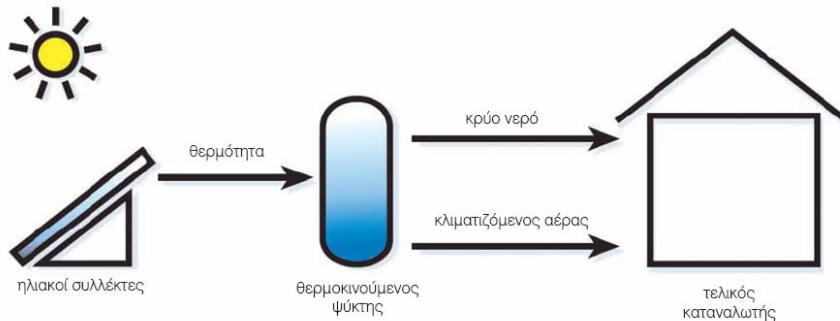 θερμότητα
κρύο νερό
κλιματιζόμενος αέρας
ηλιακοί συλλέκτες
θερμοκινούμενος
ψύκτης
τελικός
καταναλωτής